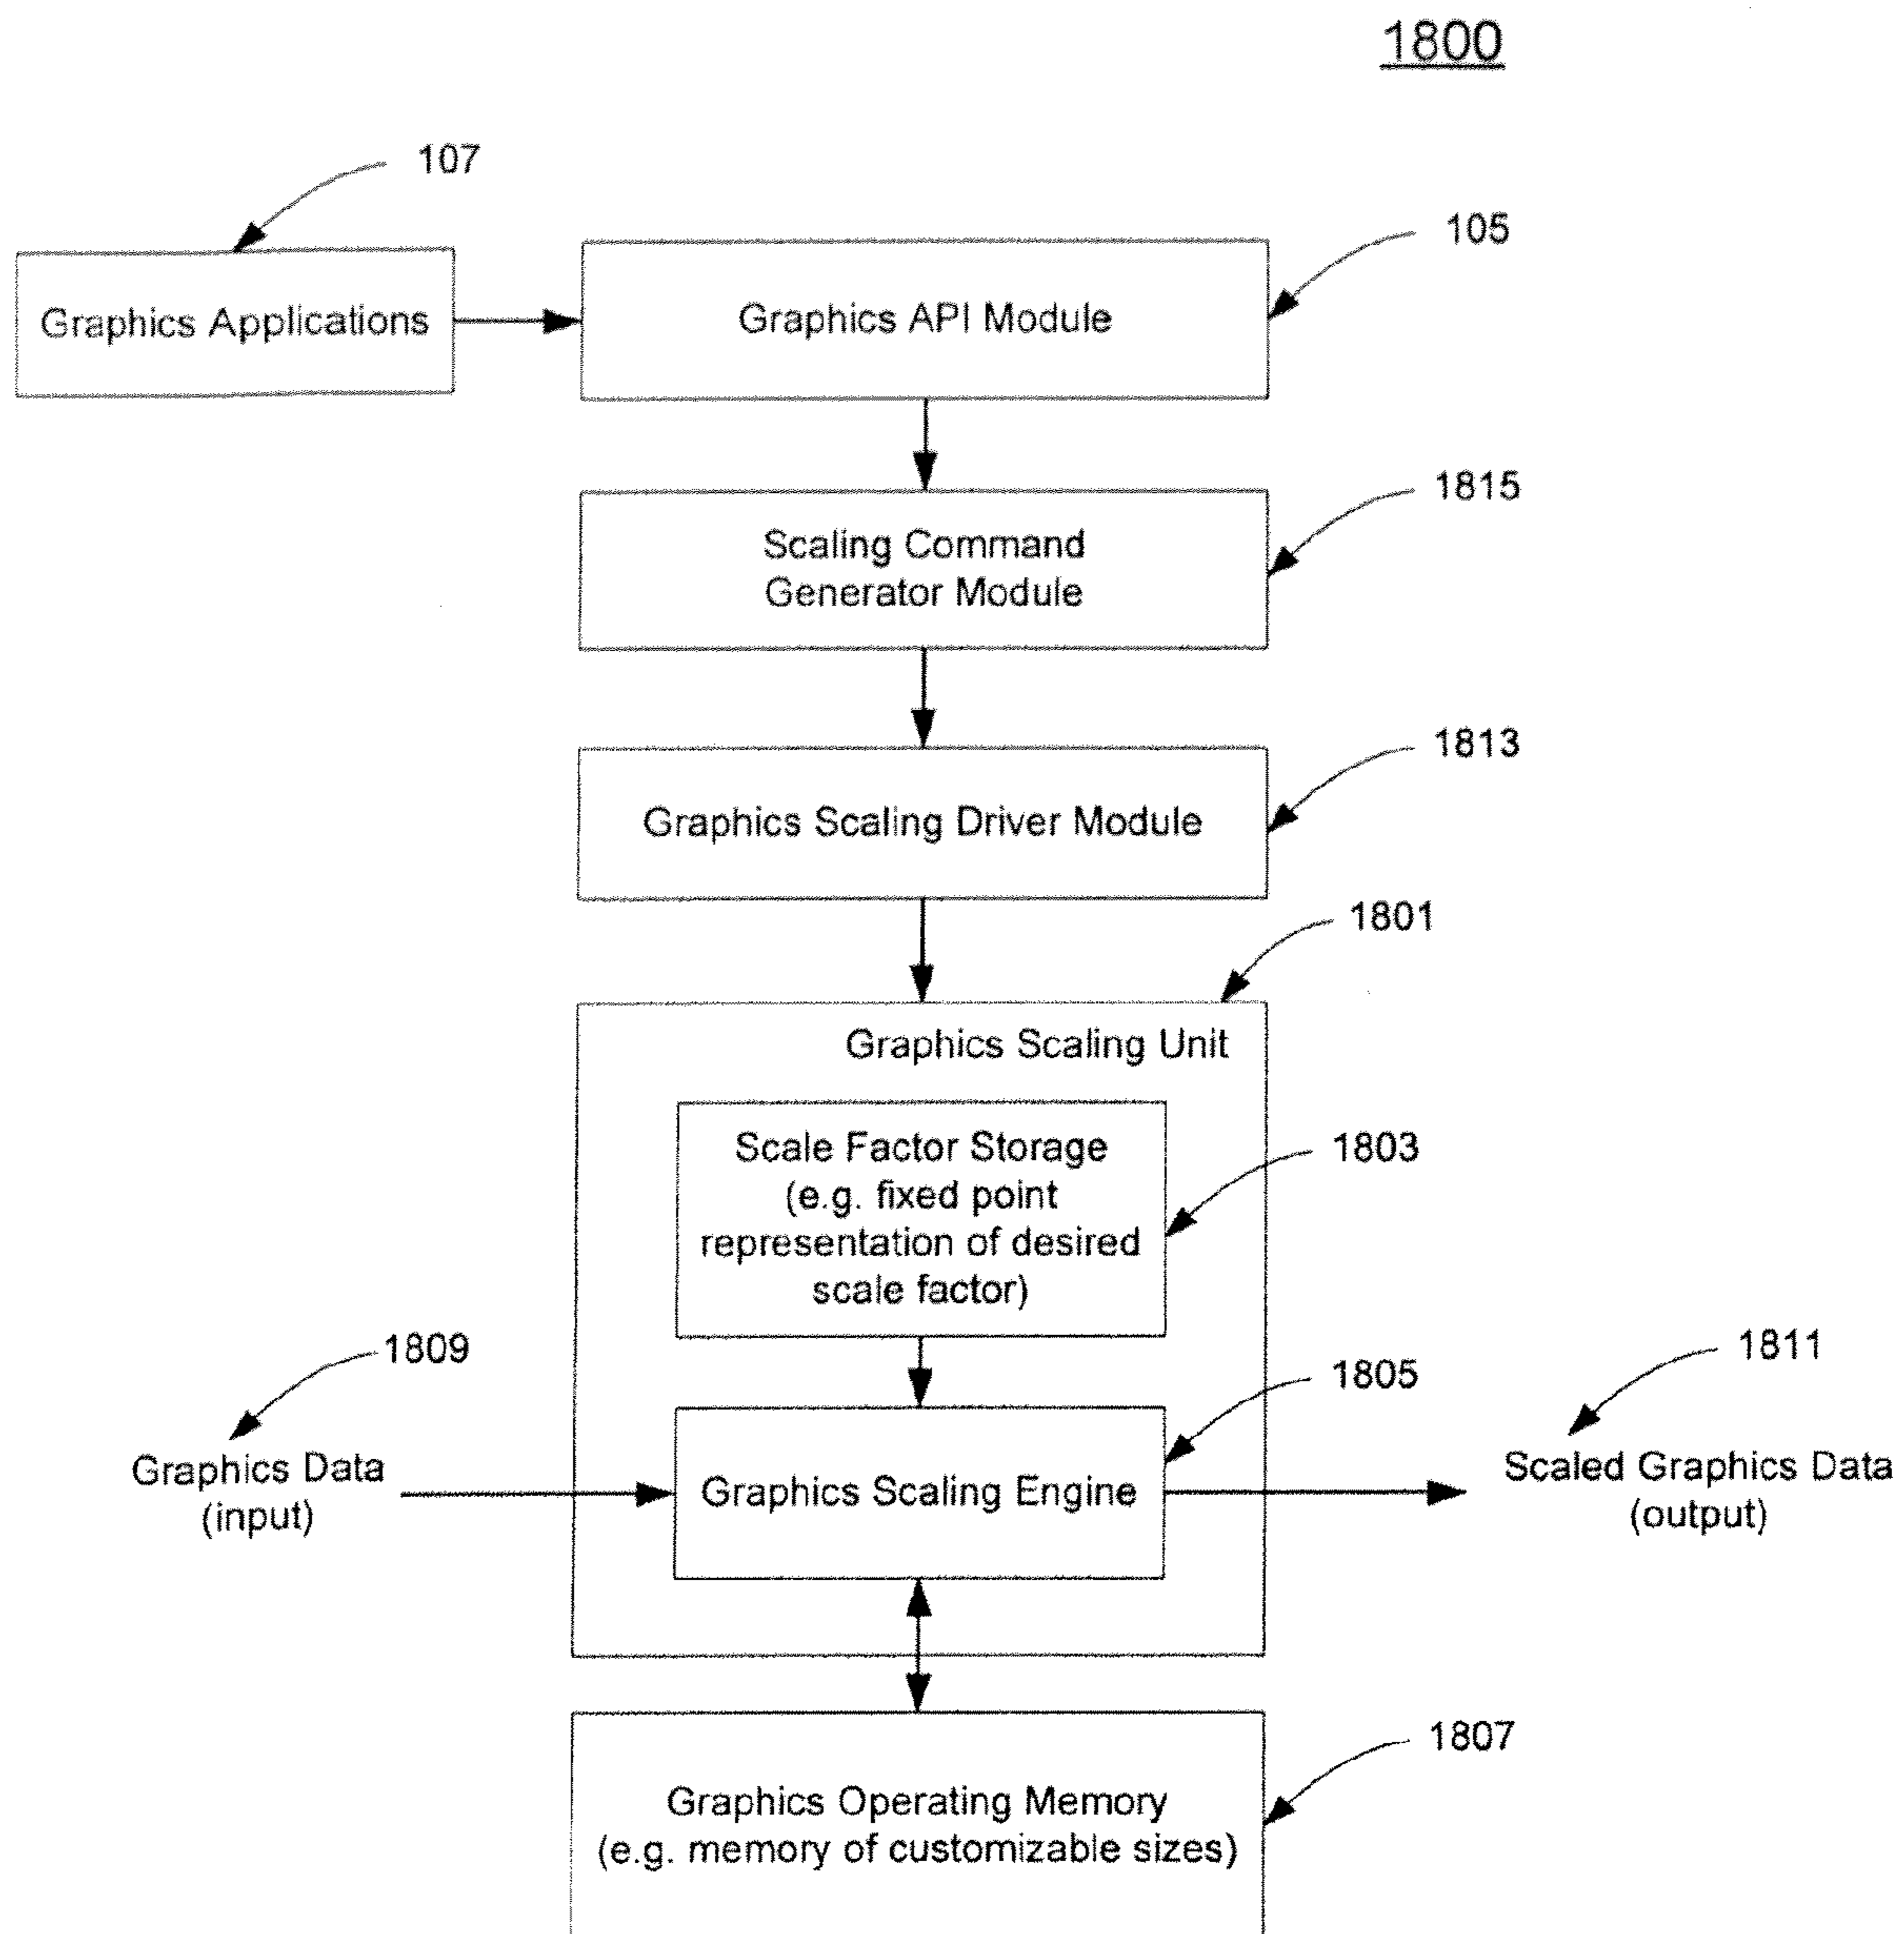 1800
107
105
Graphics Applications
Graphics API Module
1815
Scaling Command
Generator Module
1813
Graphics Scaling Driver Module
1801
Graphics Scaling Unit
Scale Factor Storage
(e.g. fixed point
representation of desired
scale factor)
1803
1809
1811
1805
Graphics Data
(input)
Graphics Scaling Engine
Scaled Graphics Data
(output)
1807
Graphics Operating Memory
(e.g. memory of customizable sizes)